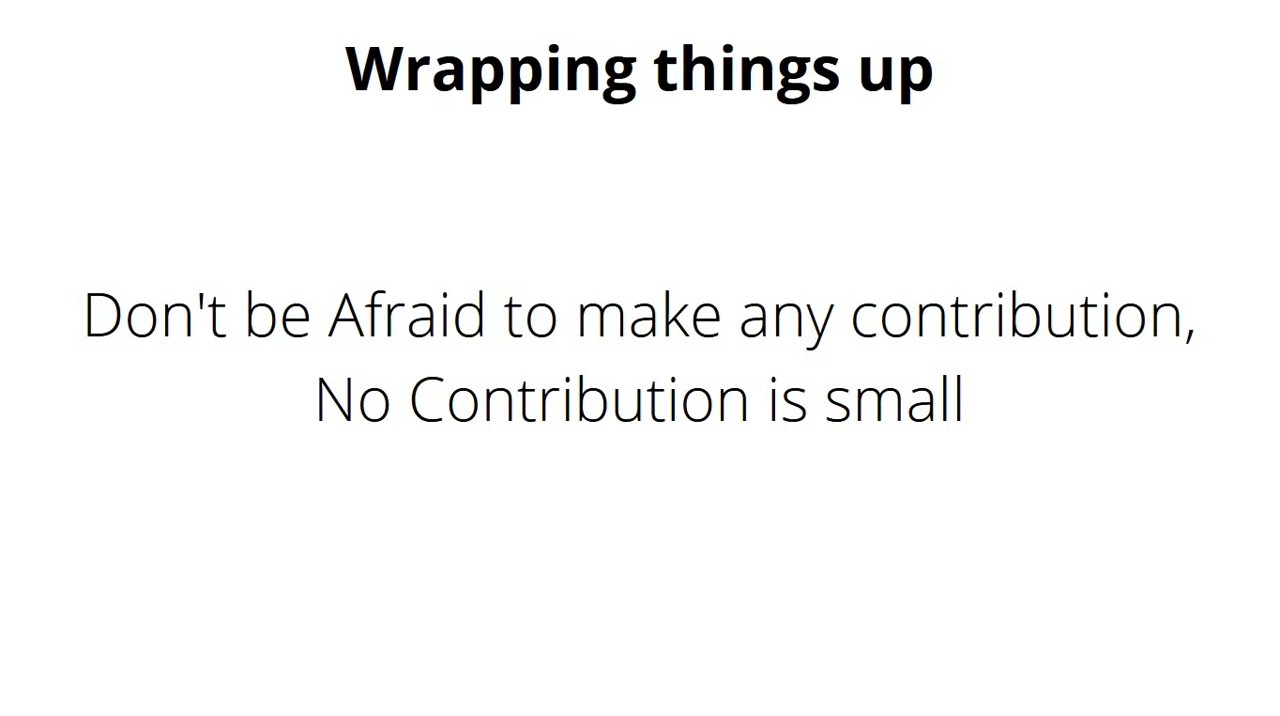 Wrapping things up
Don't be Afraid to make any contribution,
No Contribution is small